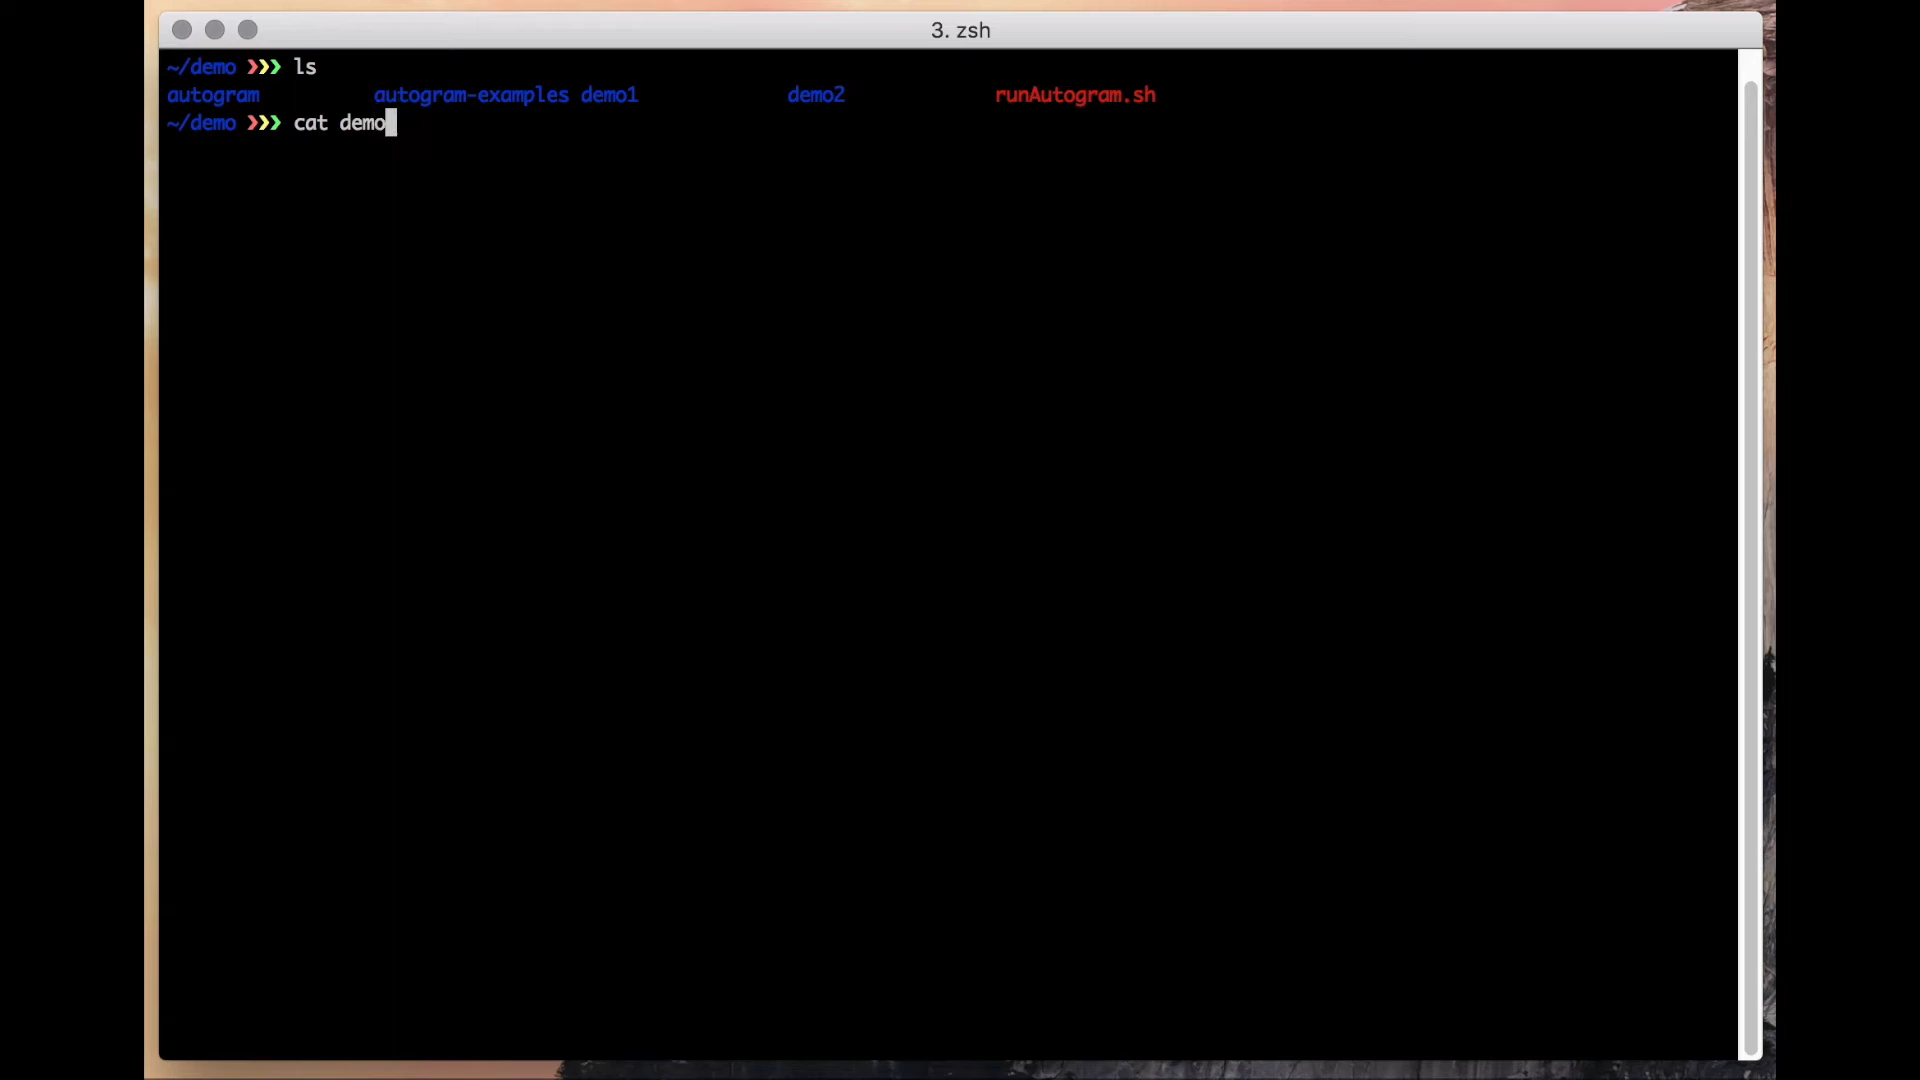 3. zsh
~/demo ❯❯❯ ls
autogram autogram-examples demo1 demo2 runAutogram.sh
~/demo ❯❯❯ cat demo